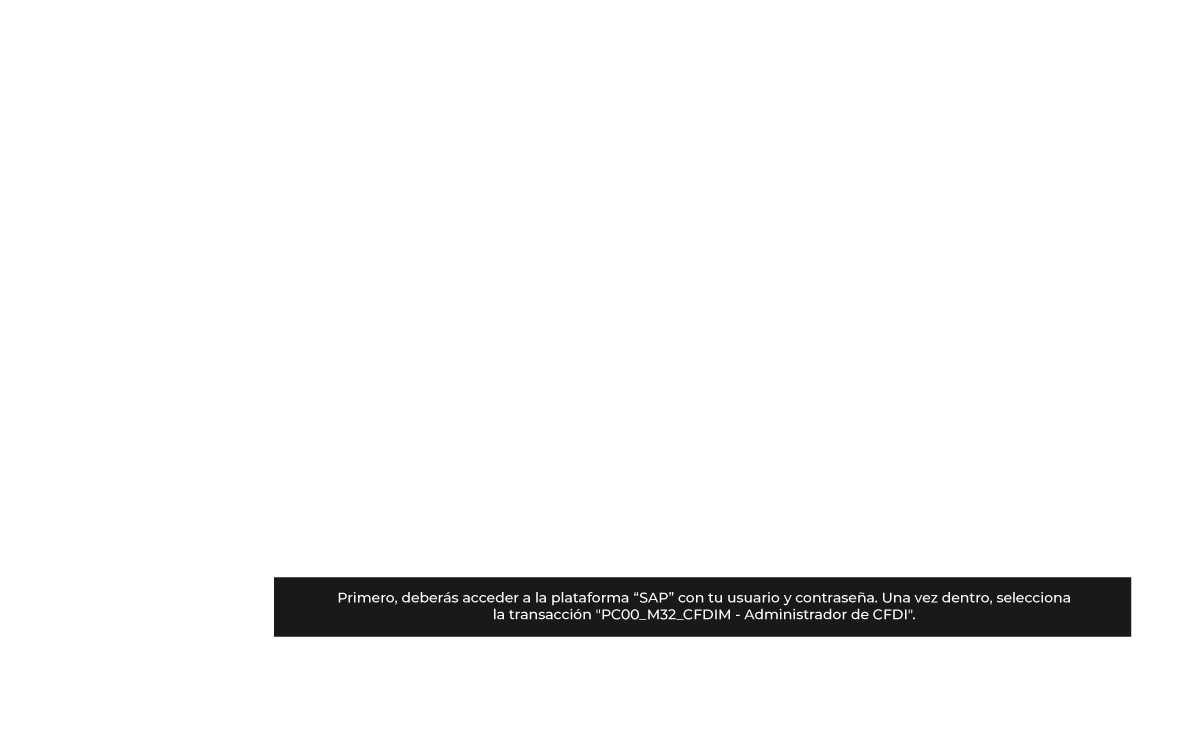 Primero, deberás acceder a la plataforma “SAP” con tu usuario y contraseña. Una vez dentro, selecciona
la transacción "PC00_M32_CFDIM - Administrador de CFDI".